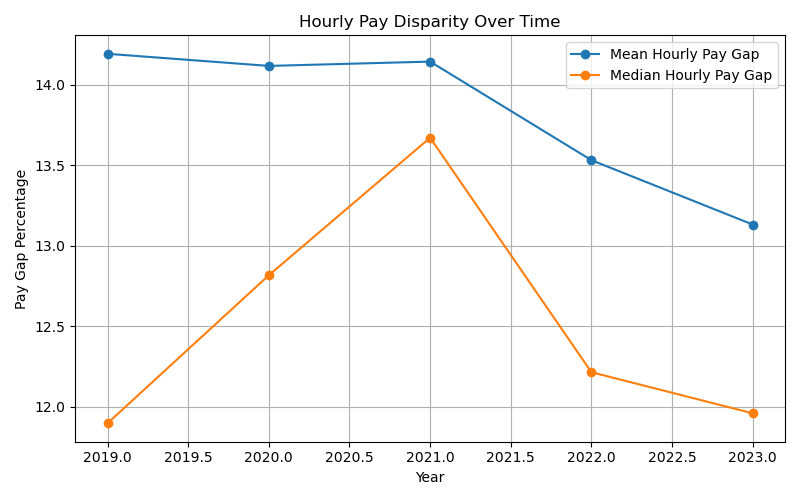 Hourly Pay Disparity Over Time
Mean Hourly Pay Gap
Median Hourly Pay Gap
Pay Gap Percentage
14.0
13.5
13.0
12.5
12.0
2019.0 2019.5 2020.0 2020.5 2021.0 2021.5 2022.0 2022.5 2023.0
Year